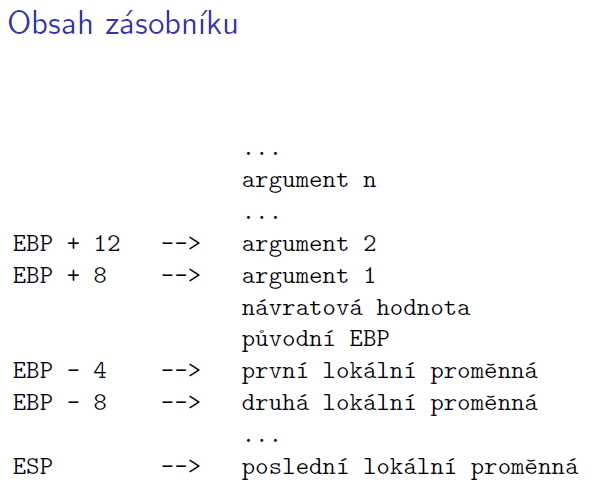 Obsah zásobníku
...
argument n
...
EBP + 12 --> argument 2
EBP + 8 --> argument 1
návratová hodnota
původní EBP
EBP - 4 --> první lokální proměnná
EBP - 8 --> druhá lokální proměnná
...
ESP --> poslední lokální proměnná